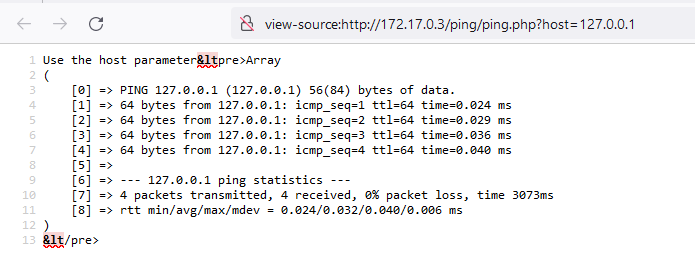 view-source:http://172.17.0.3/ping/ping.php?host=127.0.0.1
1 Use the host parameter&ltpre>Array
2 (
3     [0] => PING 127.0.0.1 (127.0.0.1) 56(84) bytes of data.
4     [1] => 64 bytes from 127.0.0.1: icmp_seq=1 ttl=64 time=0.024 ms
5     [2] => 64 bytes from 127.0.0.1: icmp_seq=2 ttl=64 time=0.029 ms
6     [3] => 64 bytes from 127.0.0.1: icmp_seq=3 ttl=64 time=0.036 ms
7     [4] => 64 bytes from 127.0.0.1: icmp_seq=4 ttl=64 time=0.040 ms
8     [5] =>
9     [6] => --- 127.0.0.1 ping statistics ---
10     [7] => 4 packets transmitted, 4 received, 0% packet loss, time 3073ms
11     [8] => rtt min/avg/max/mdev = 0.024/0.032/0.040/0.006 ms
12 )
13 &lt/pre>